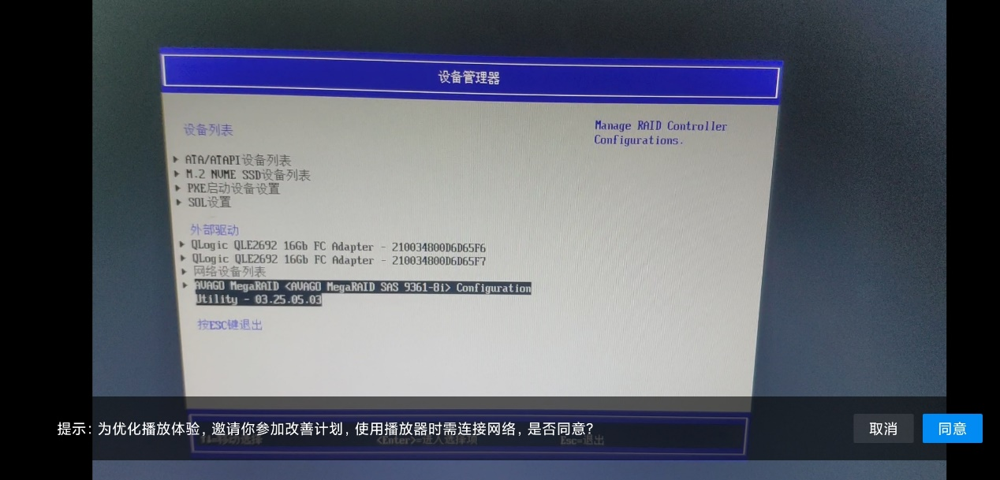 设备管理器
设备列表
Manage RAID Controller
Configurations.
ATA/ATAPI设备列表
M.2 NVME SSD设备列表
PXE启动设备设置
SOL设置
外部驱动
QLogic QLE2692 16Gb FC Adapter - 210034800D6D65F6
QLogic QLE2692 16Gb FC Adapter - 210034800D6D65F7
网络设备列表
AVAGO MegaRAID <AVAGO MegaRAID SAS 9361-8i> Configuration
Utility - 03.25.05.03
按ESC键退出
提示: 为优化播放体验, 邀请你参加改善计划, 使用播放器时需连接网络, 是否同意?
取消
同意
↑↓=移动选择
<Enter>=进入选择项
Esc=退出